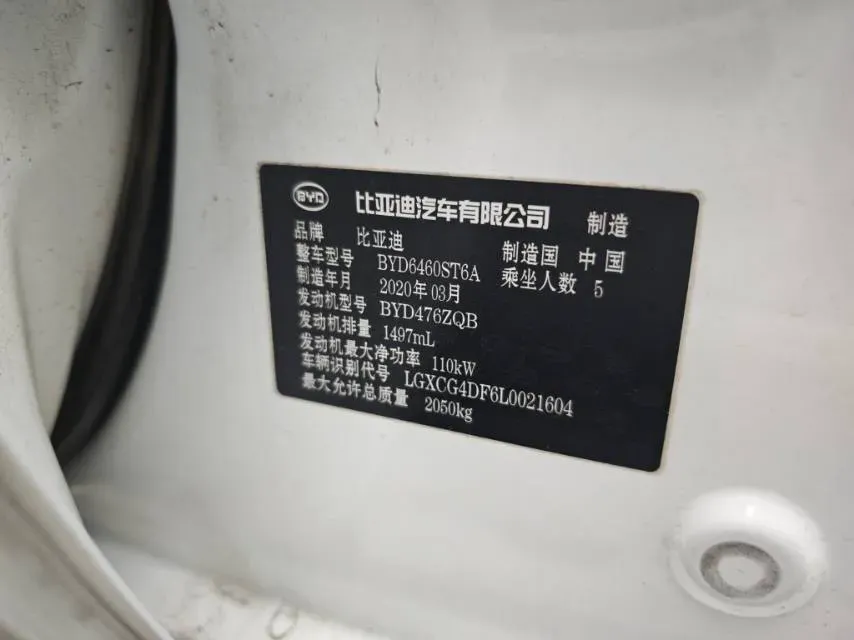 BYD 比亚迪汽车有限公司 制造
品牌 比亚迪 制造国 中国
整车型号 BYD6460ST6A 乘坐人数 5
制造年月 2020年03月
发动机型号 BYD476ZQB
发动机排量 1497mL
发动机最大净功率 110kW
车辆识别代号 LGXCG4DF6L0021604
最大允许总质量 2050kg